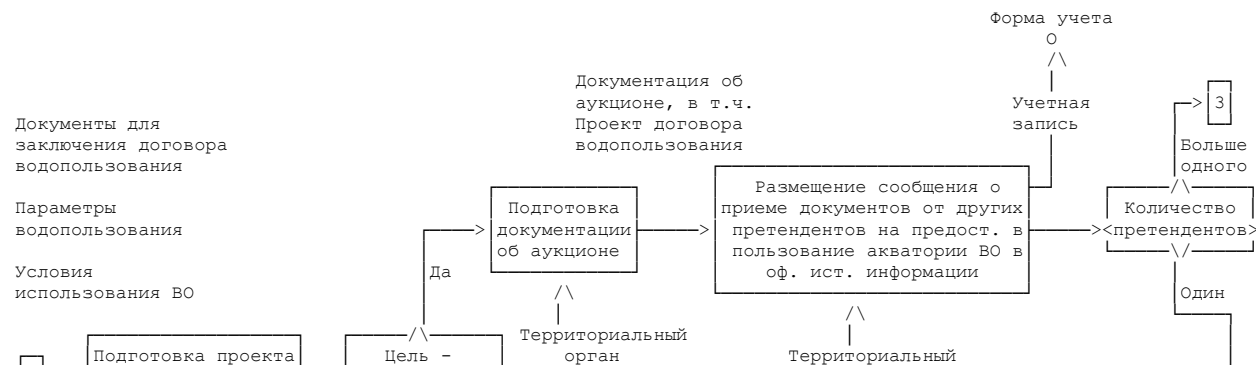 Форма учета
О
Документация об
аукционе, в т.ч.
Проект договора
водопользования
Учетная
запись
3
Больше
одного
Документы для
заключения договора
водопользования
Параметры
водопользования
Условия
использования ВО
Подготовка
документации
об аукционе
Размещение сообщения о
приеме документов от других
претендентов на предост. в
пользование акватории ВО в
оф. ист. информации
Количество
претендентов
Один
Да
Территориальный
орган
Территориальный
Подготовка проекта
Цель -